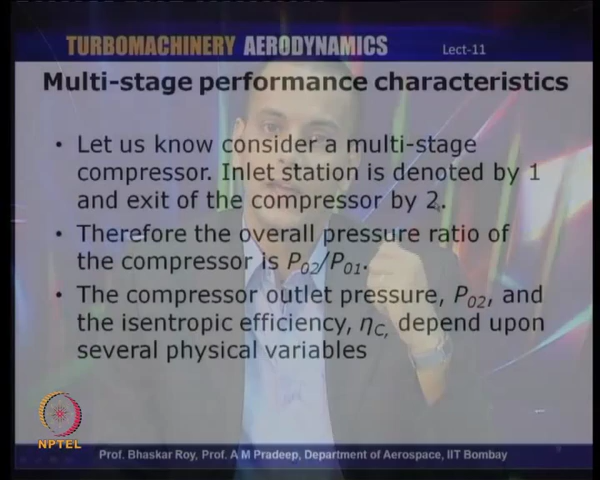 TURBOMACHINERY AERODYNAMICS Lect-11
Multi-stage performance characteristics
• Let us know consider a multi-stage
compressor. Inlet station is denoted by 1
and exit of the compressor by 2.
• Therefore the overall pressure ratio of
the compressor is P02/P01.
• The compressor outlet pressure, P02, and
the isentropic efficiency, ηC, depend upon
several physical variables
NPTEL
Prof. Bhaskar Roy, Prof. A M Pradeep, Department of Aerospace, IIT Bombay